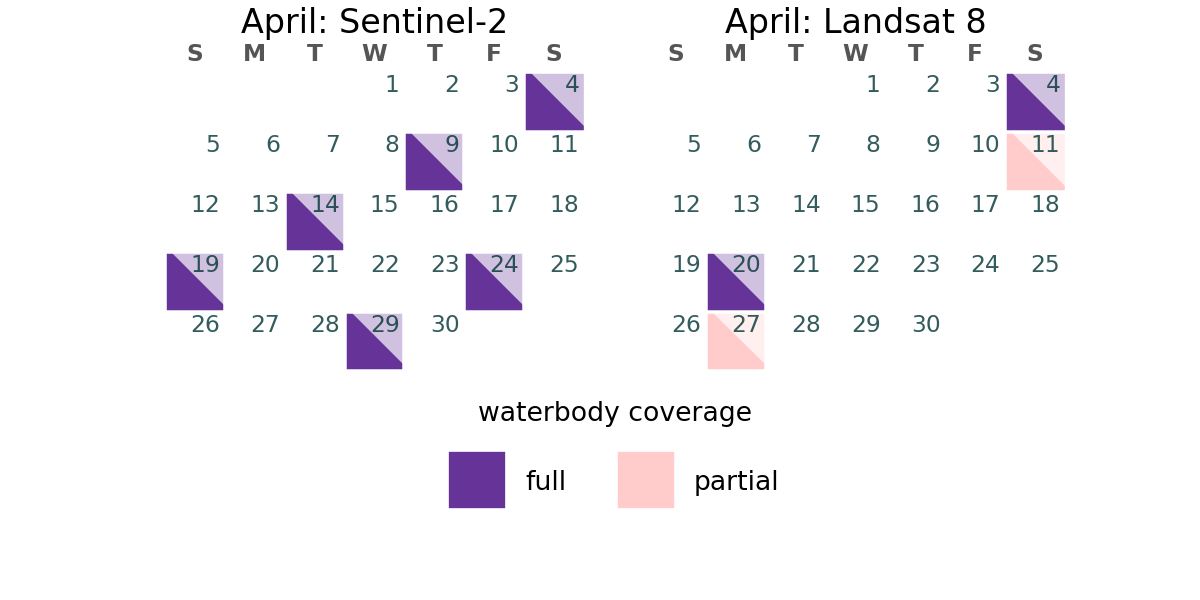 April: Sentinel-2
S M T W T F S
1 2 3 4
5 6 7 8 9 10 11
12 13 14 15 16 17 18
19 20 21 22 23 24 25
26 27 28 29 30
April: Landsat 8
S M T W T F S
1 2 3 4
5 6 7 8 9 10 11
12 13 14 15 16 17 18
19 20 21 22 23 24 25
26 27 28 29 30
waterbody coverage
full partial